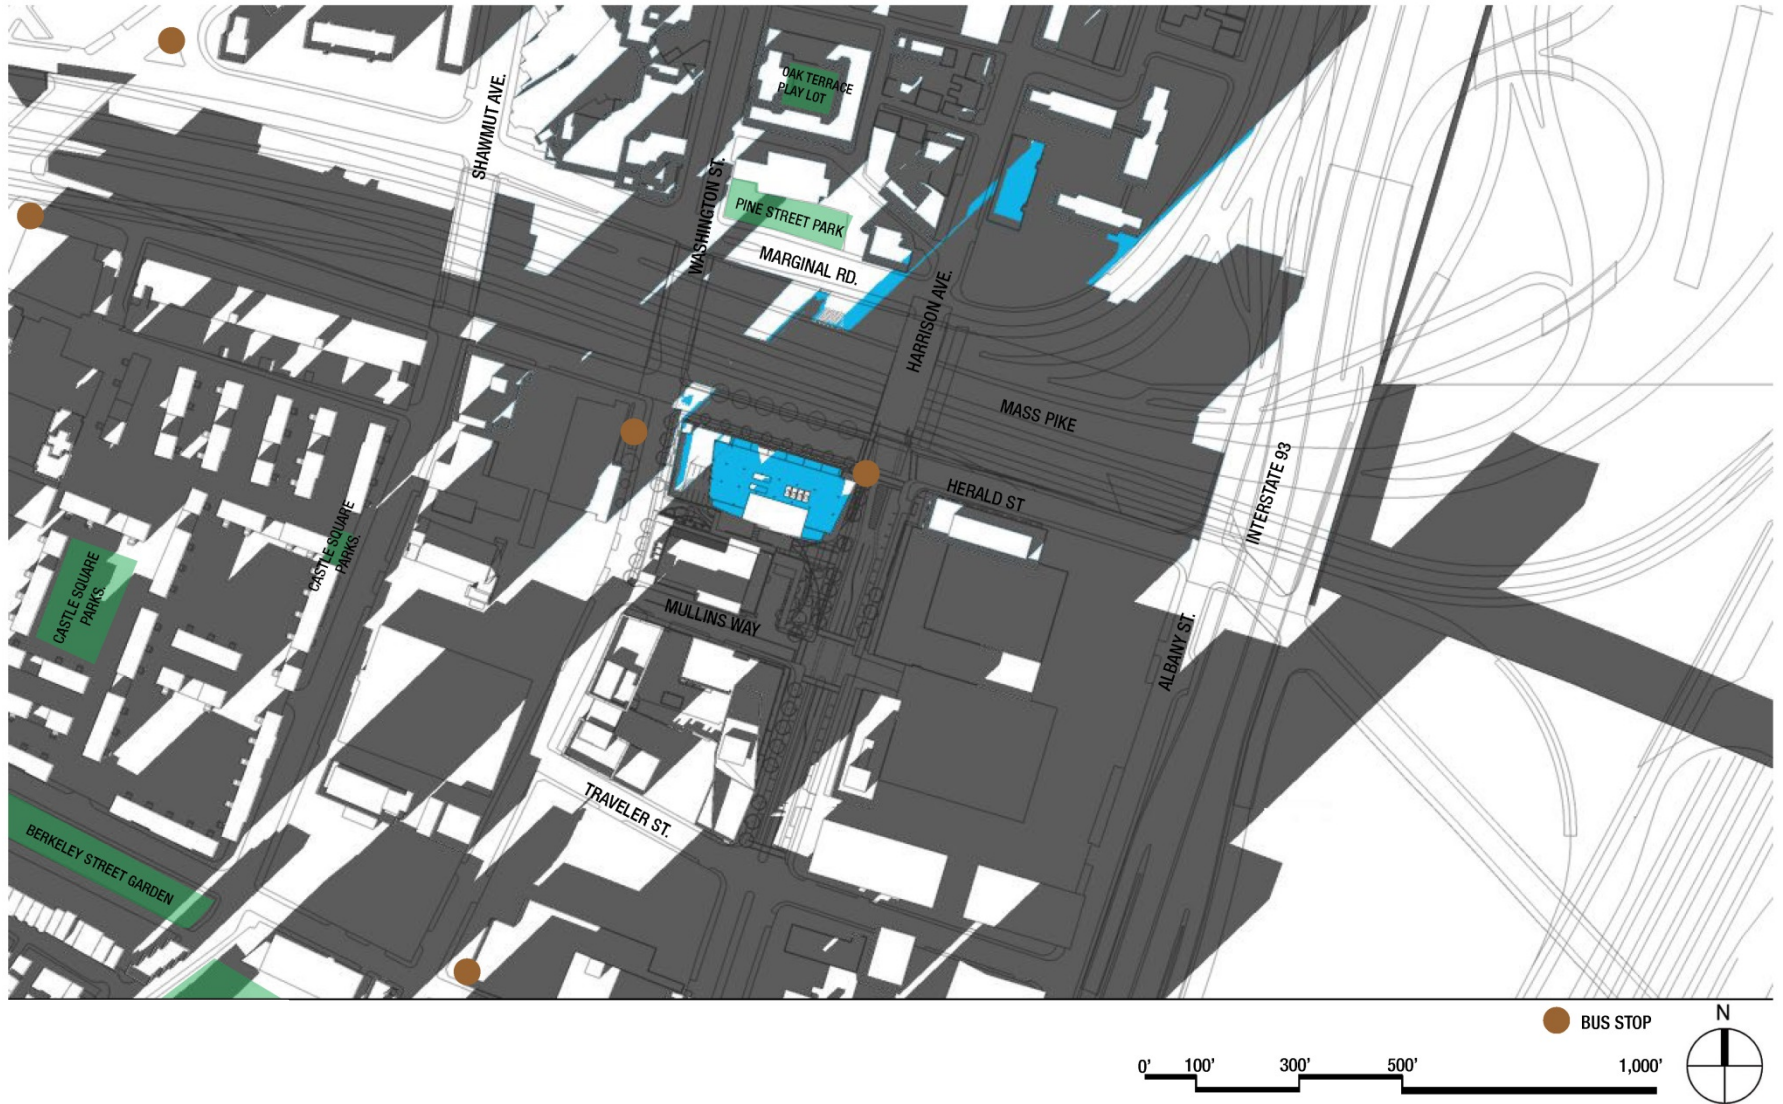 OAK TERRACE
PLAY LOT
SHAWMUT AVE.
WASHINGTON ST.
PINE STREET PARK
MARGINAL RD.
HARRISON AVE.
MASS PIKE
HERALD ST
INTERSTATE 93
CASTLE SQUARE
PARKS.
CASTLE SQUARE
PARKS.
MULLINS WAY
ALBANY ST.
TRAVELER ST.
BERKELEY STREET GARDEN
BUS STOP
N
0' 100' 300' 500' 1,000'